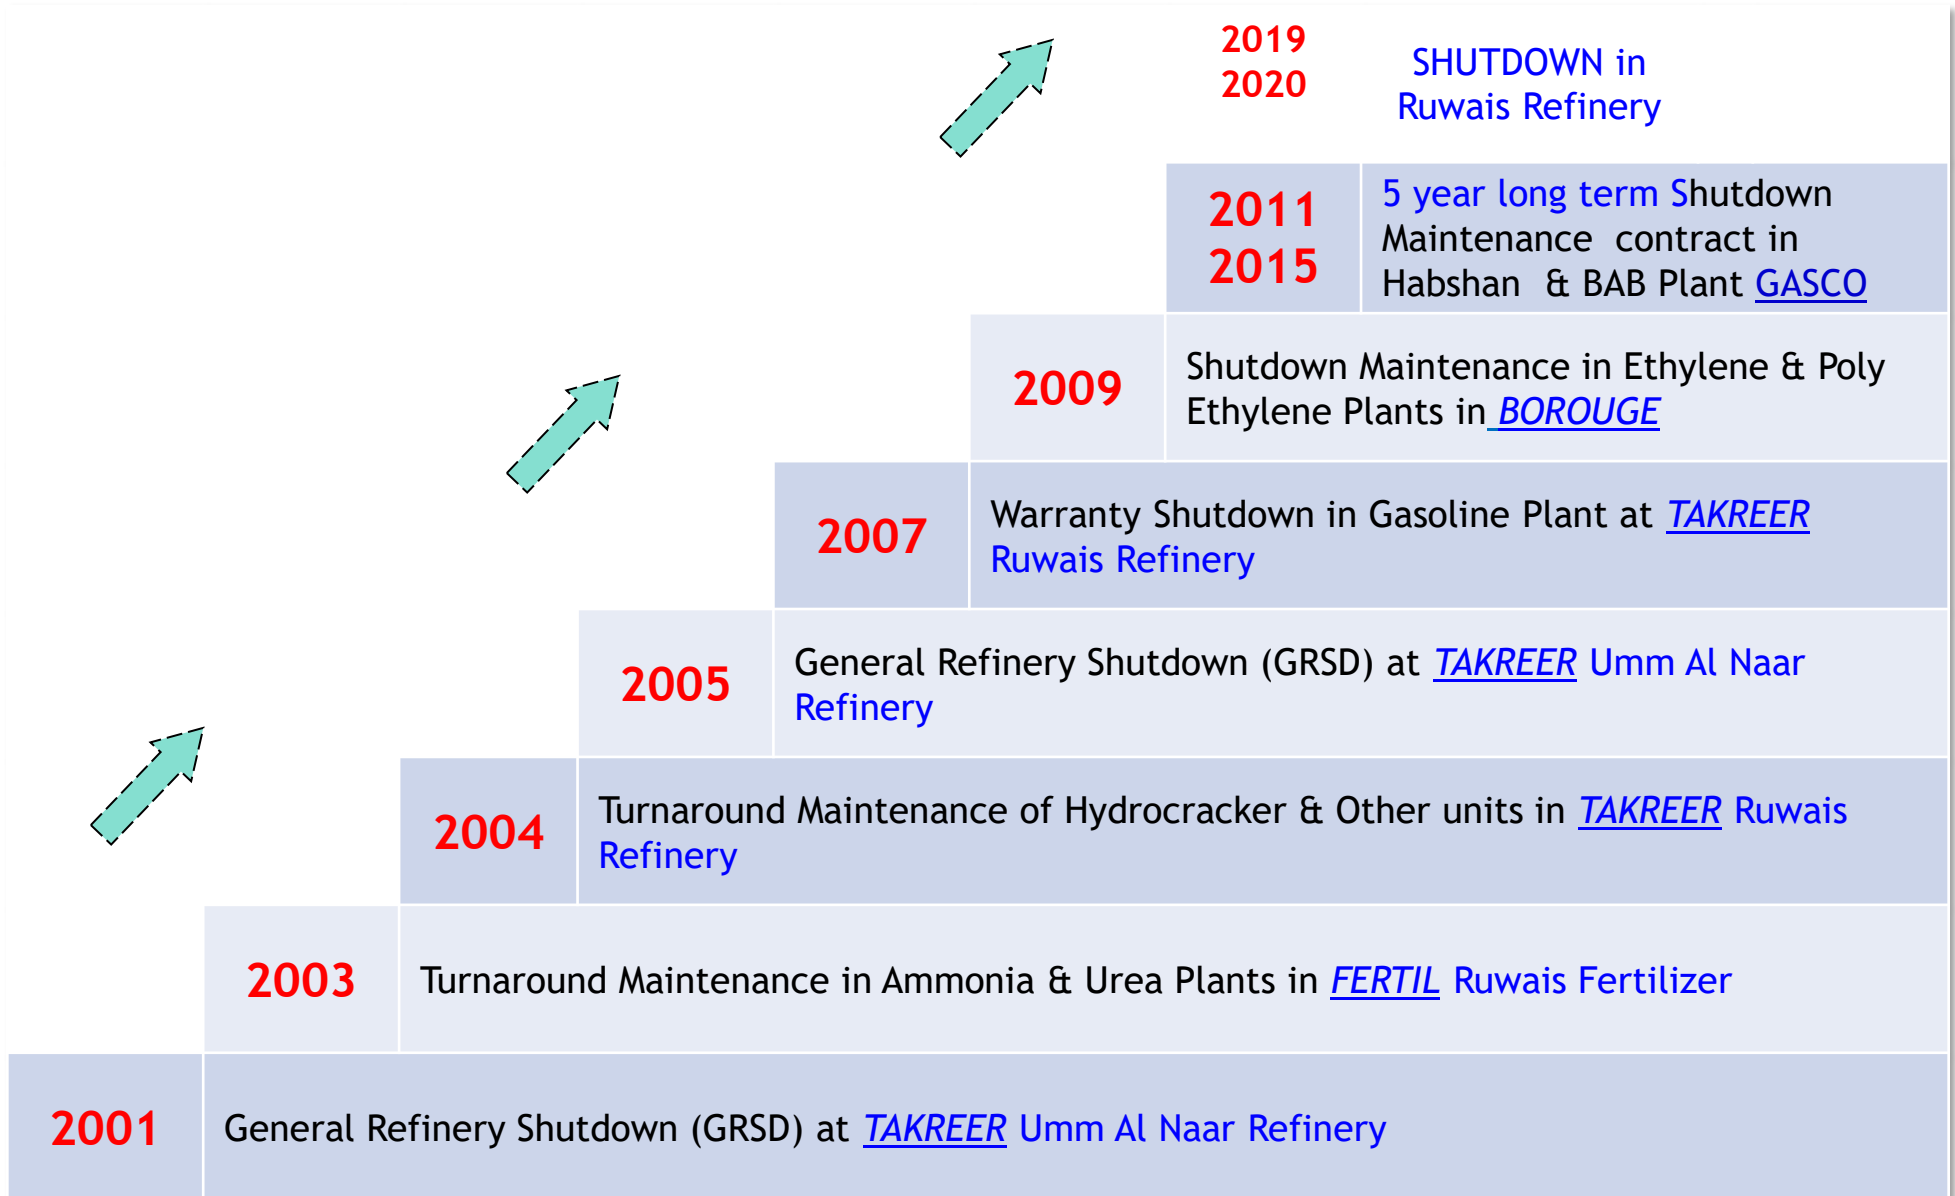 2019
2020
SHUTDOWN in
Ruwais Refinery
2011
2015
5 year long term Shutdown
Maintenance contract in
Habshan & BAB Plant GASCO
2009
Shutdown Maintenance in Ethylene & Poly
Ethylene Plants in BOROUGE
2007
Warranty Shutdown in Gasoline Plant at TAKREER
Ruwais Refinery
2005
General Refinery Shutdown (GRSD) at TAKREER Umm Al Naar
Refinery
2004
Turnaround Maintenance of Hydrocracker & Other units in TAKREER Ruwais
Refinery
2003
Turnaround Maintenance in Ammonia & Urea Plants in FERTIL Ruwais Fertilizer
2001
General Refinery Shutdown (GRSD) at TAKREER Umm Al Naar Refinery